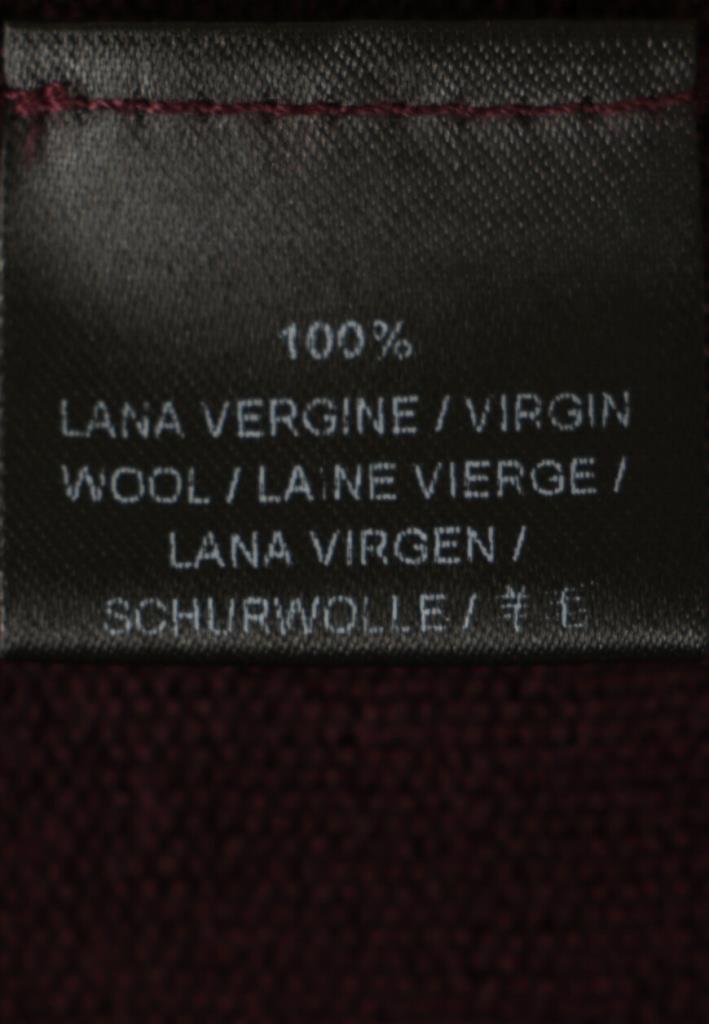 100%
LANA VERGINE / VIRGIN
WOOL / LAINE VIERGE /
LANA VIRGEN /
SCHURWOLLE / 羊毛